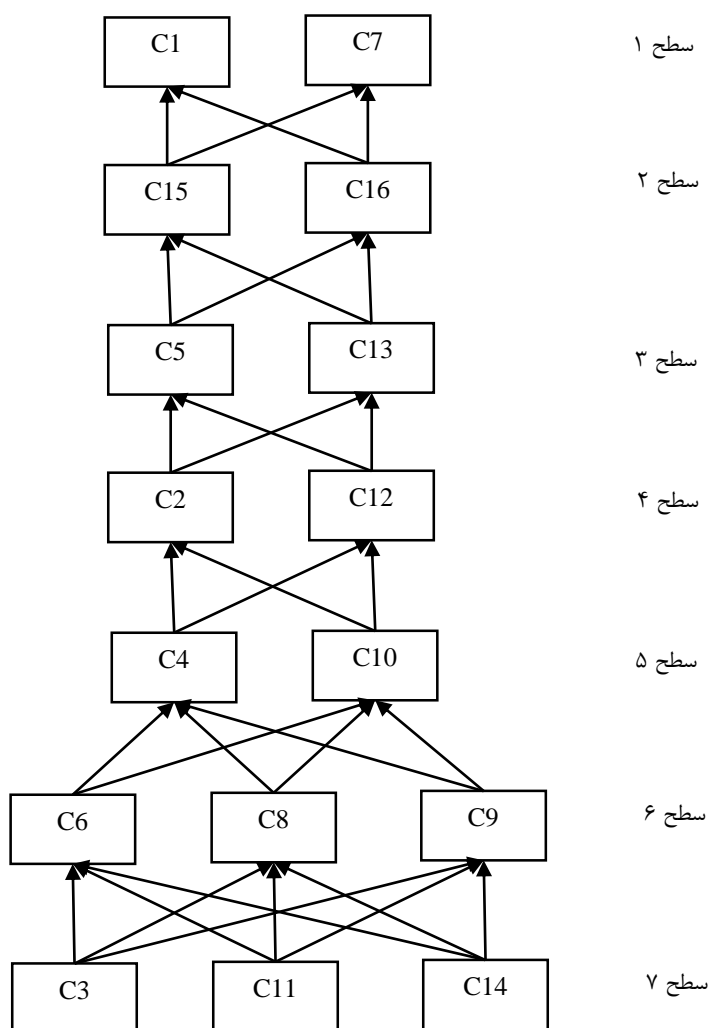 C1 C7 سطح ۱
C15 C16 سطح ۲
C5 C13 سطح ۳
C2 C12 سطح ۴
C4 C10 سطح ۵
C6 C8 C9 سطح ۶
C3 C11 C14 سطح ۷